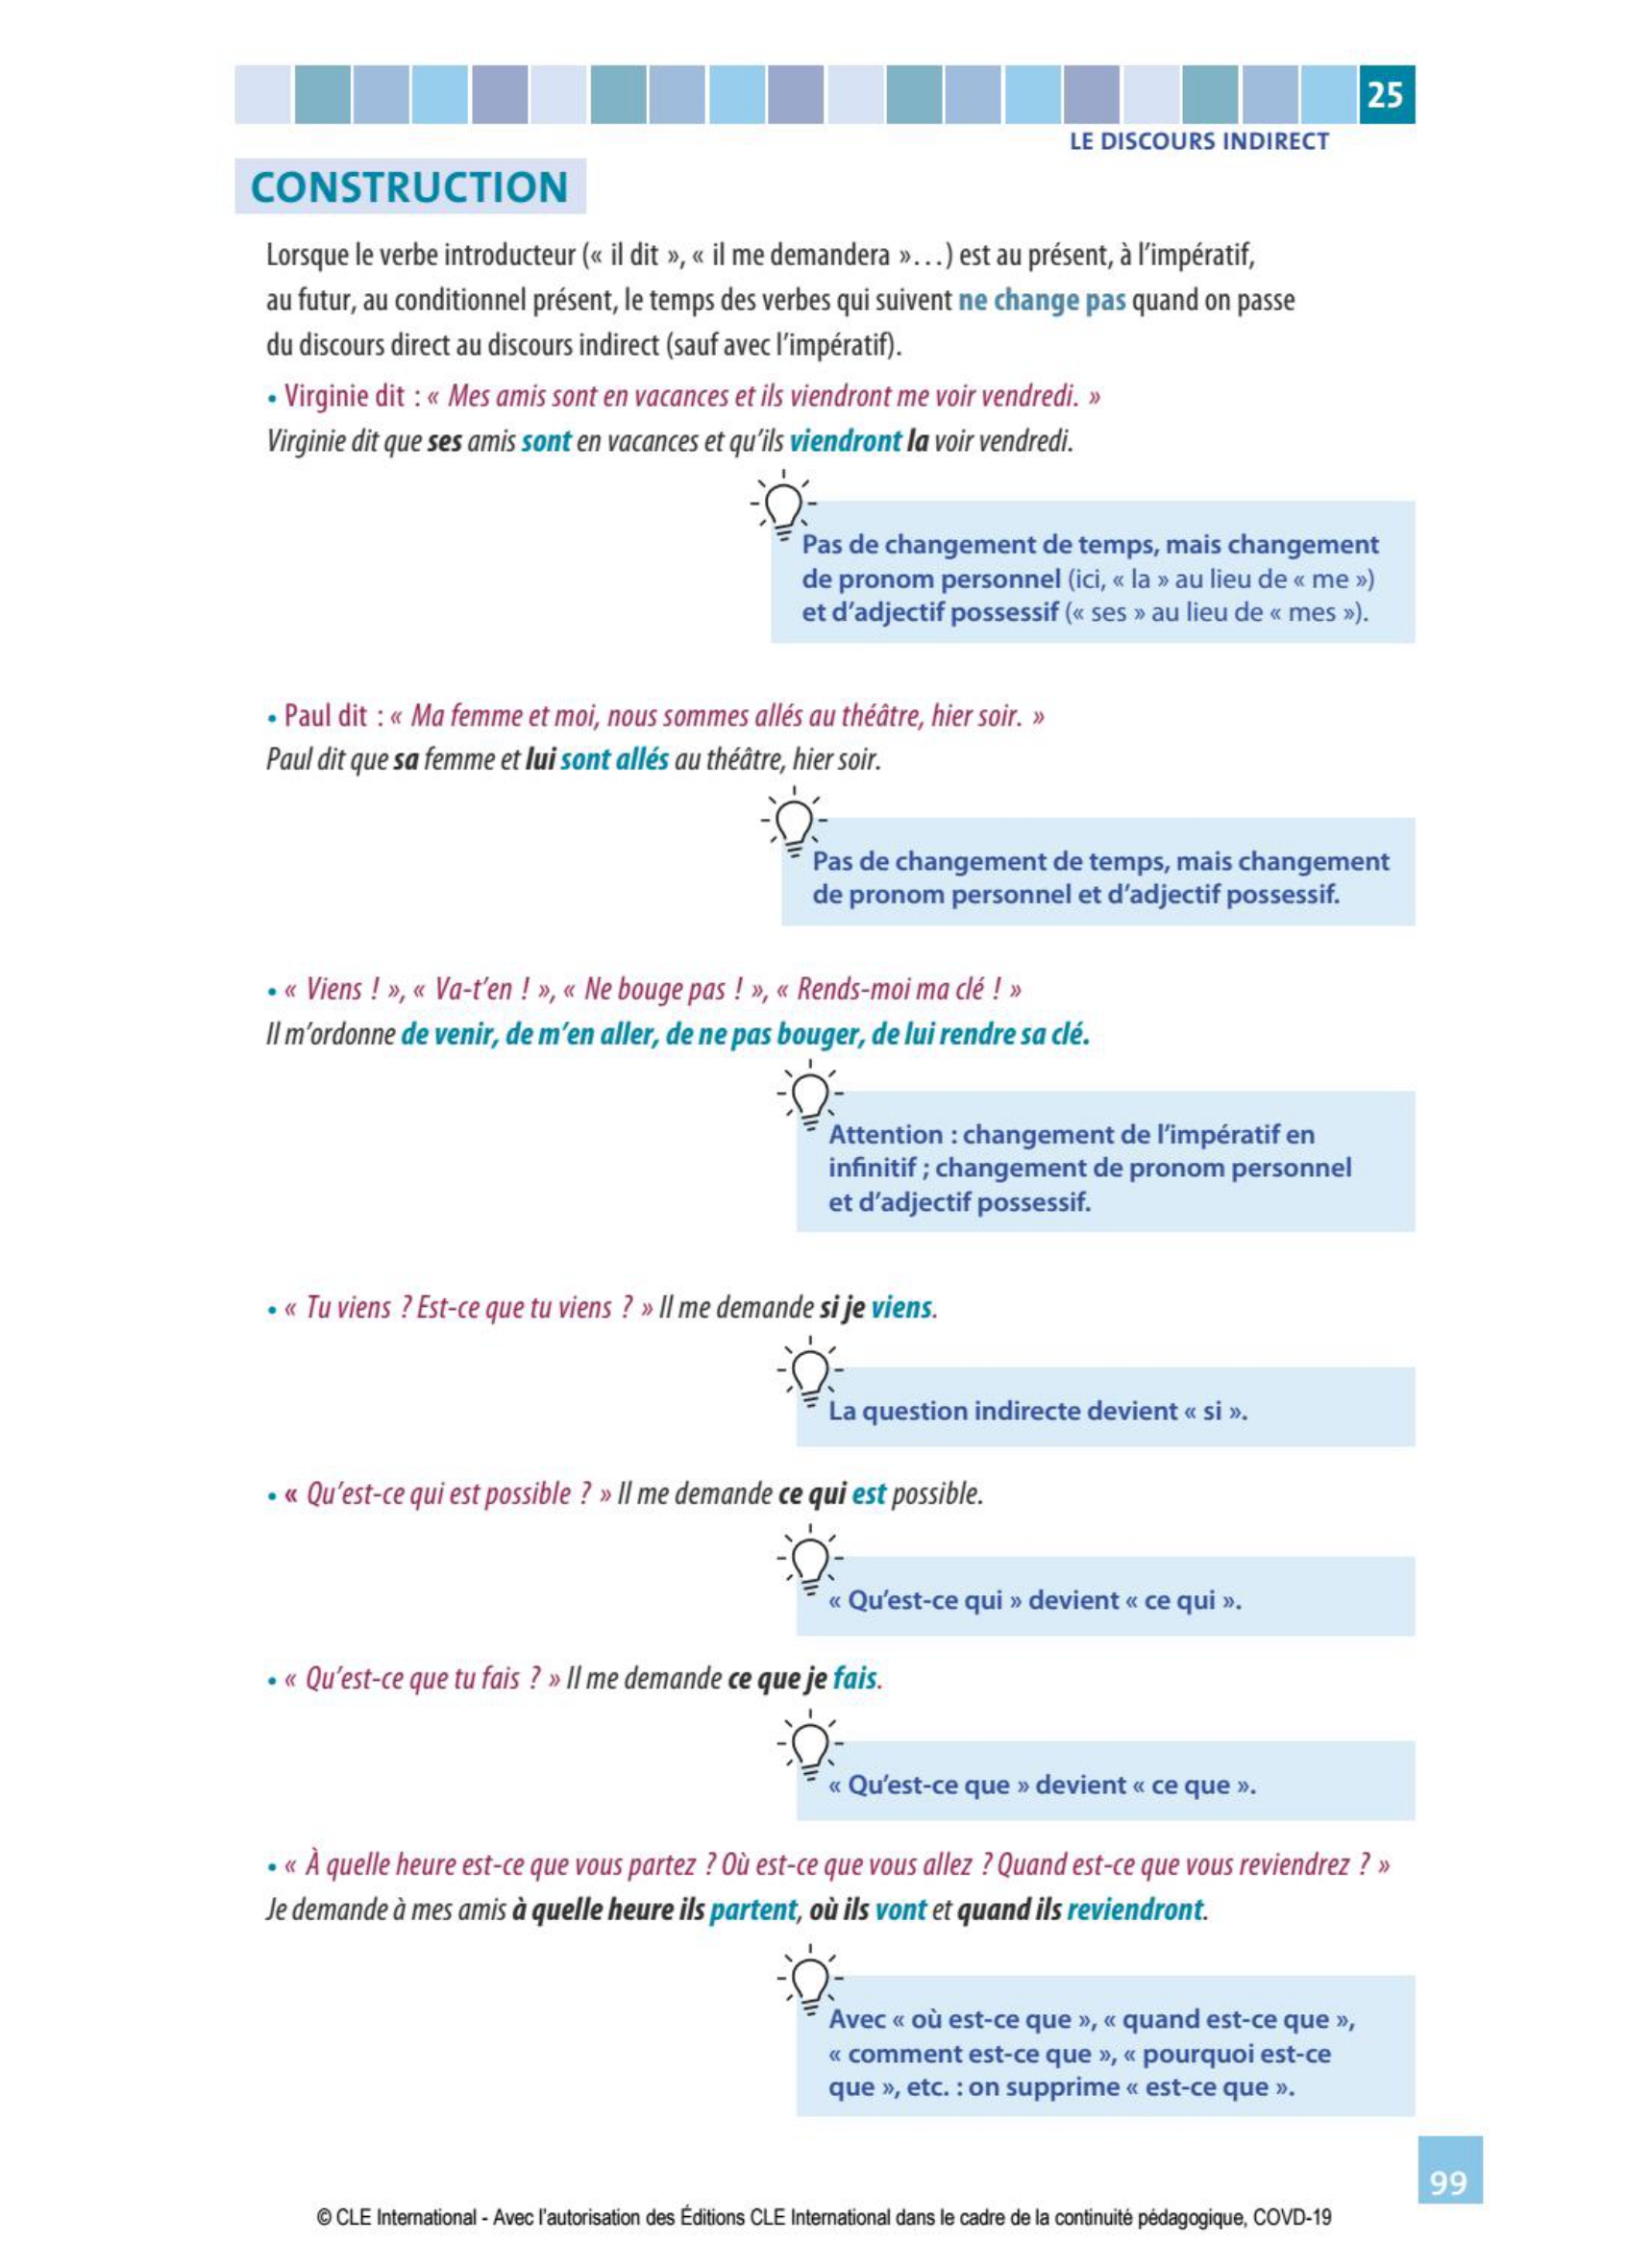 25
LE DISCOURS INDIRECT
CONSTRUCTION
Lorsque le verbe introducteur (« il dit », « il me demandera »...) est au présent, à l'impératif,
au futur, au conditionnel présent, le temps des verbes qui suivent ne change pas quand on passe
du discours direct au discours indirect (sauf avec l'impératif).
• Virginie dit : « Mes amis sont en vacances et ils viendront me voir vendredi. »
Virginie dit que ses amis sont en vacances et qu'ils viendront la voir vendredi.
Pas de changement de temps, mais changement
de pronom personnel (ici, « la » au lieu de « me »)
et d'adjectif possessif (« ses » au lieu de « mes »).
• Paul dit : « Ma femme et moi, nous sommes allés au théâtre, hier soir. »
Paul dit que sa femme et lui sont allés au théâtre, hier soir.
Pas de changement de temps, mais changement
de pronom personnel et d'adjectif possessif.
• « Viens ! », « Va-t'en ! », « Ne bouge pas ! », « Rends-moi ma clé ! »
Il m'ordonne de venir, de m'en aller, de ne pas bouger, de lui rendre sa clé.
Attention : changement de l'impératif en
infinitif ; changement de pronom personnel
et d'adjectif possessif.
• « Tu viens ? Est-ce que tu viens ? » Il me demande si je viens.
La question indirecte devient « si ».
• « Qu'est-ce qui est possible ? » Il me demande ce qui est possible.
« Qu'est-ce qui » devient « ce qui ».
• « Qu'est-ce que tu fais ? » Il me demande ce que je fais.
« Qu'est-ce que » devient « ce que ».
• « À quelle heure est-ce que vous partez ? Où est-ce que vous allez ? Quand est-ce que vous reviendrez ? »
Je demande à mes amis à quelle heure ils partent, où ils vont et quand ils reviendront.
Avec « où est-ce que », « quand est-ce que »,
« comment est-ce que », « pourquoi est-ce
que », etc. : on supprime « est-ce que ».
99
© CLE International - Avec l'autorisation des Éditions CLE International dans le cadre de la continuité pédagogique, COVD-19